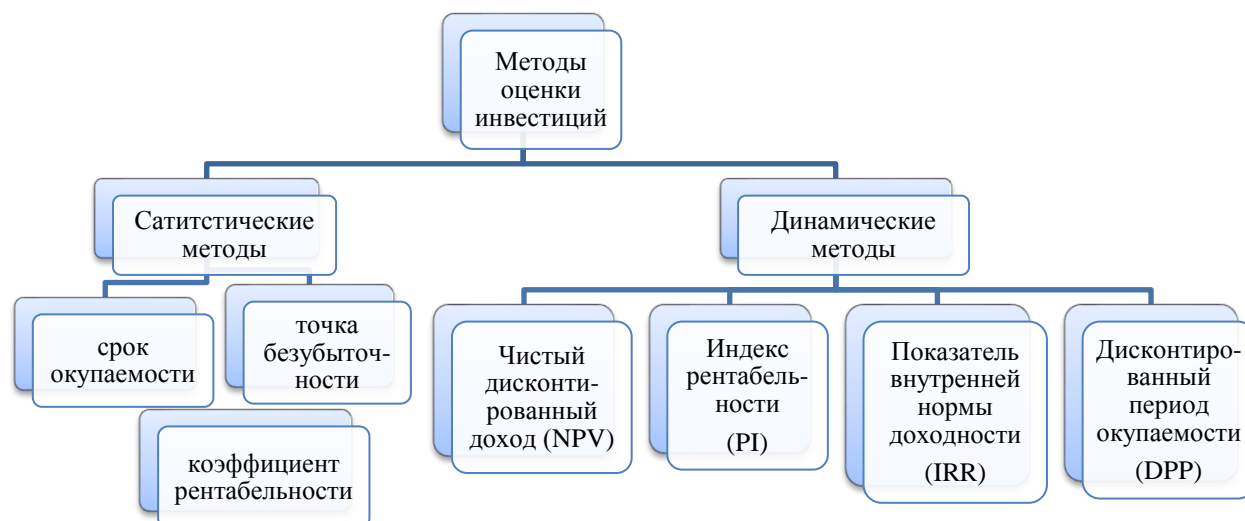 Методы
оценки
инвестиций
Сатитстические
методы
Динамические
методы
срок
окупаемости
точка
безубыточ-
ности
коэффициент
рентабельности
Чистый
дисконти-
рованный
доход (NPV)
Индекс
рентабель-
ности
(PI)
Показатель
внутренней
нормы
доходности
(IRR)
Дисконтиро-
ванный
период
окупаемости
(DPP)